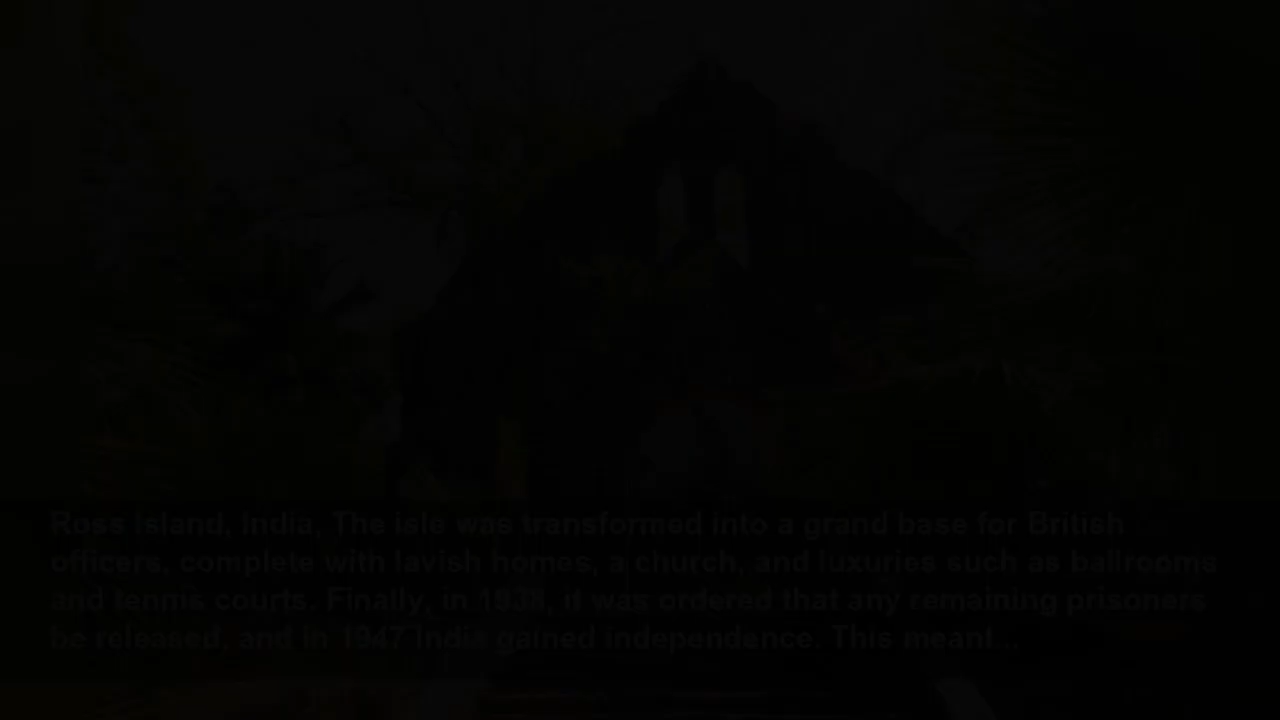 Ross Island, India, The isle was transformed into a grand base for British
officers, complete with lavish homes, a church, and luxuries such as ballrooms
and tennis courts. Finally, in 1938, it was ordered that any remaining prisoners
be released, and in 1947 India gained independence. This meant...